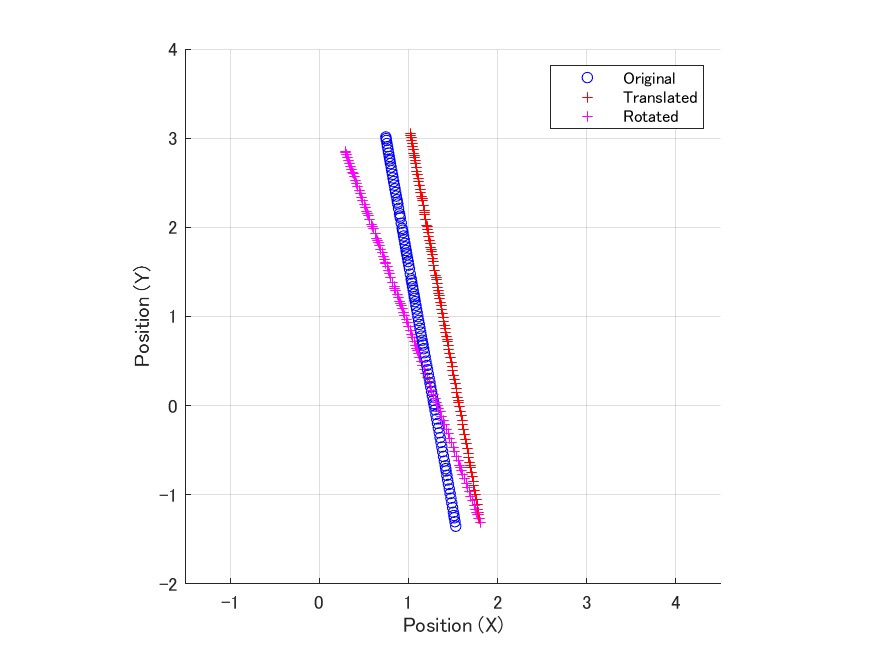 4
3
2
1
0
-1
-2
-1
0
1
2
3
4
Position (X)
Position (Y)
Original
Translated
Rotated